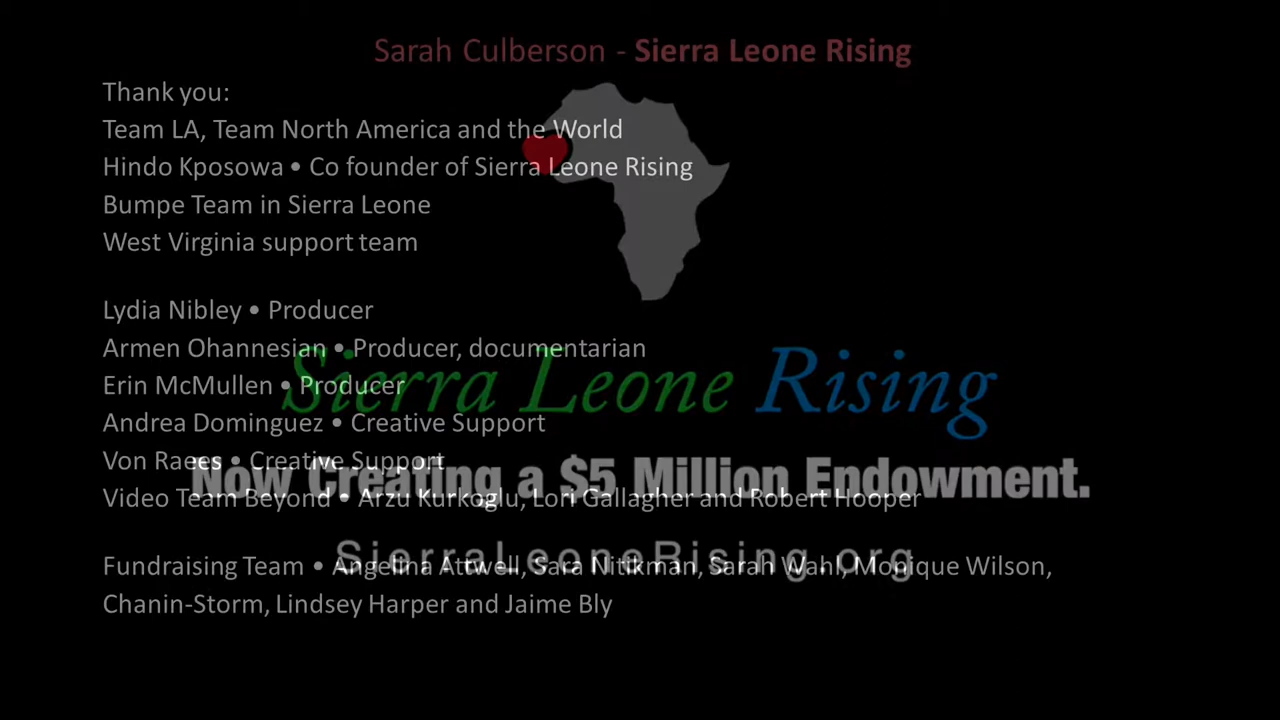 Sarah Culberson - Sierra Leone Rising
Thank you:
Team LA, Team North America and the World
Hindo Kposowa • Co founder of Sierra Leone Rising
Bumpe Team in Sierra Leone
West Virginia support team
Lydia Nibley • Producer
Armen Ohannesian • Producer, documentarian
Sierra Leone Rising
Erin McMullen • Producer
Andrea Dominguez • Creative Support
Von Raees • Creative Support
Now Creating a $5 Million Endowment.
Video Team Beyond • Arzu Kurkoglu, Lori Gallagher and Robert Hooper
SierraLeoneRising.org
Fundraising Team • Angelina Attwell, Sara Nitikman, Sarah Wahl, Monique Wilson,
Chanin-Storm, Lindsey Harper and Jaime Bly